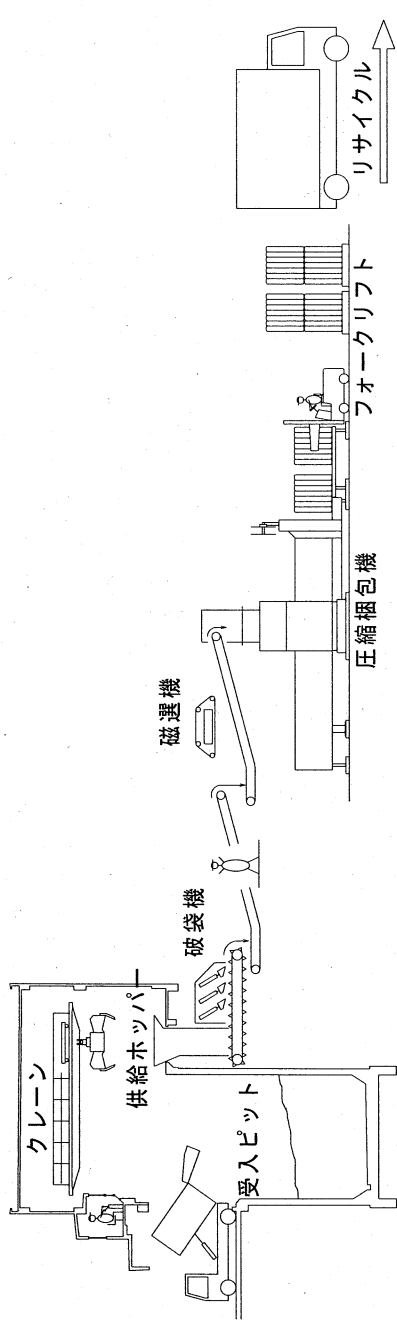 クレーン
受入ピット
供給ホッパー
破袋機
磁選機
圧縮梱包機
フォークリフト
リサイクル